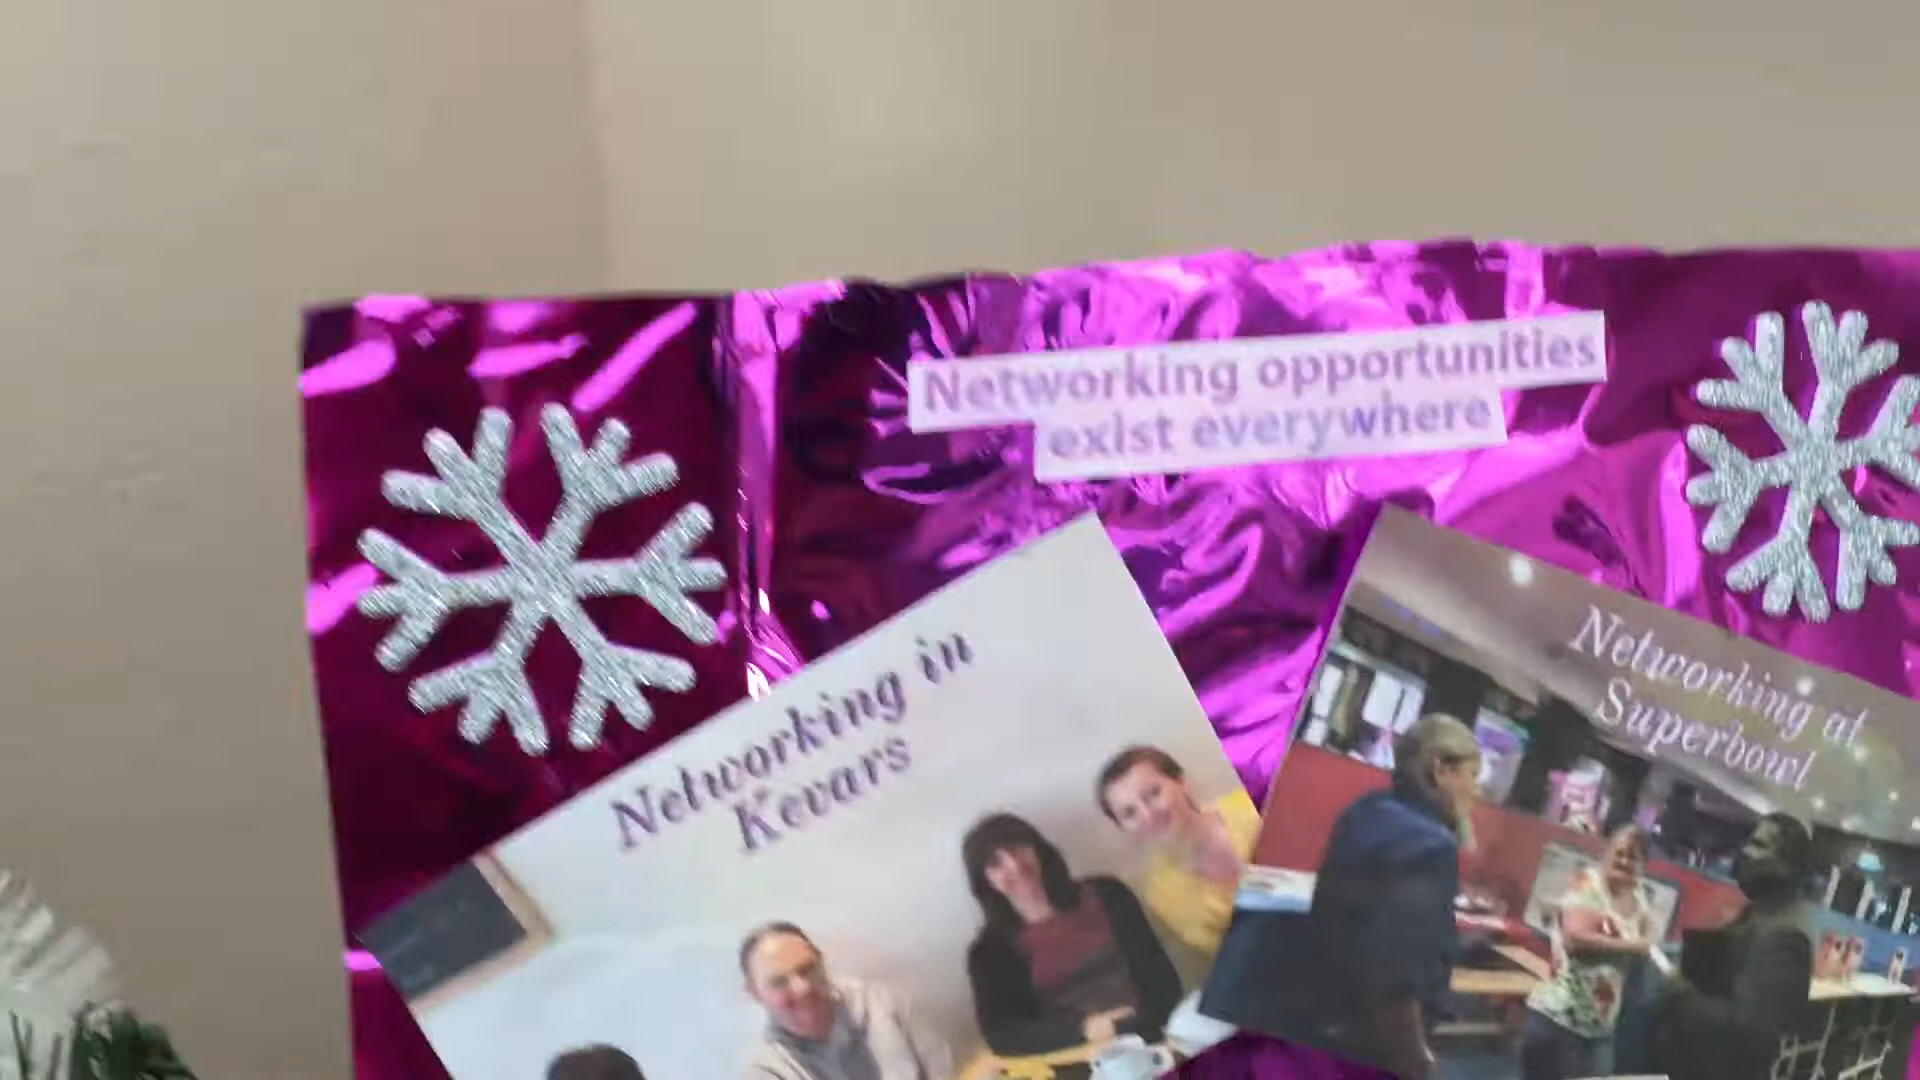 Networking opportunities
exist everywhere
Networking in
Kevars
Networking at
Superbowl